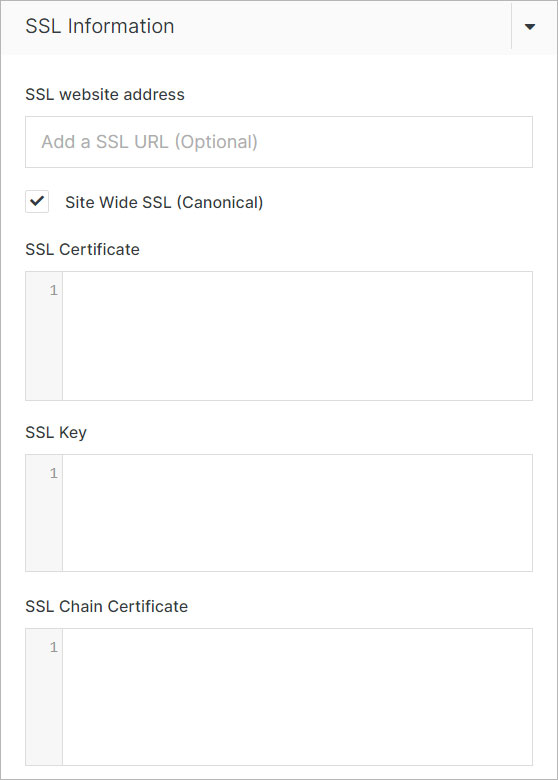 SSL Information
SSL website address
Add a SSL URL (Optional)
Site Wide SSL (Canonical)
SSL Certificate
1
SSL Key
1
SSL Chain Certificate
1